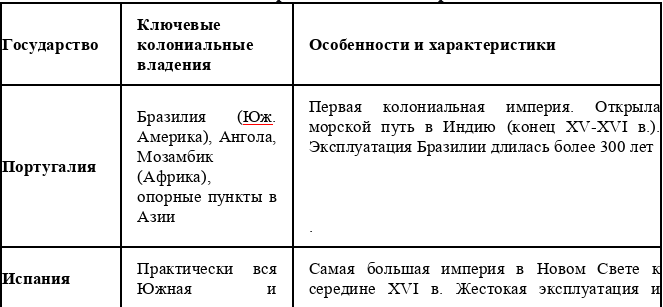 Государство
Ключевые
колониальные
владения
Особенности и характеристики
Португалия
Бразилия (Юж.
Америка), Ангола,
Мозамбик
(Африка),
опорные пункты в
Азии
Первая колониальная империя. Открыла
морской путь в Индию (конец XV-XVI в.).
Эксплуатация Бразилии длилась более 300 лет
.
Испания
Практически вся
Южная и
Самая большая империя в Новом Свете к
середине XVI в. Жестокая эксплуатация и